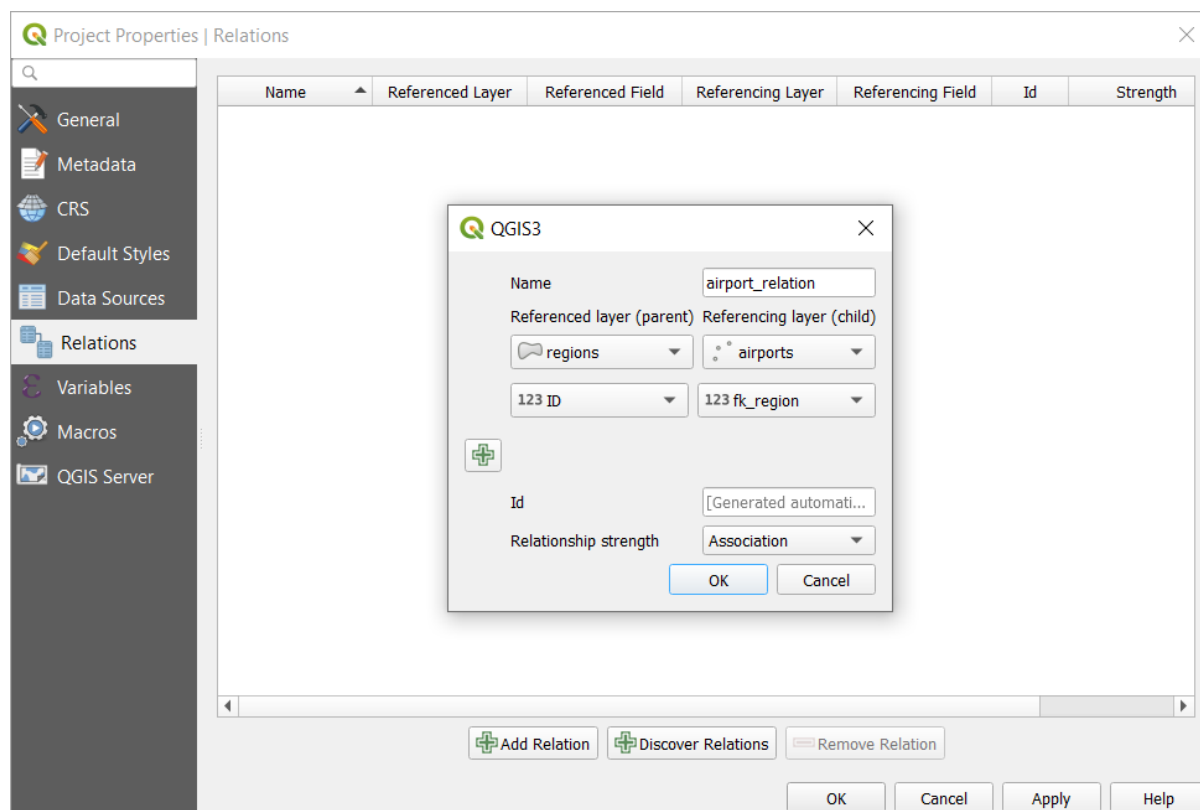 Project Properties | Relations
General
Metadata
CRS
Default Styles
Data Sources
Relations
Variables
Macros
QGIS Server
Name Referenced Layer Referenced Field Referencing Layer Referencing Field Id Strength
QGIS3
Name airport_relation
Referenced layer (parent) Referencing layer (child)
regions airports
123 ID 123 fk_region
Id [Generated automati...
Relationship strength Association
OK Cancel
Add Relation Discover Relations Remove Relation
OK Cancel Apply Help